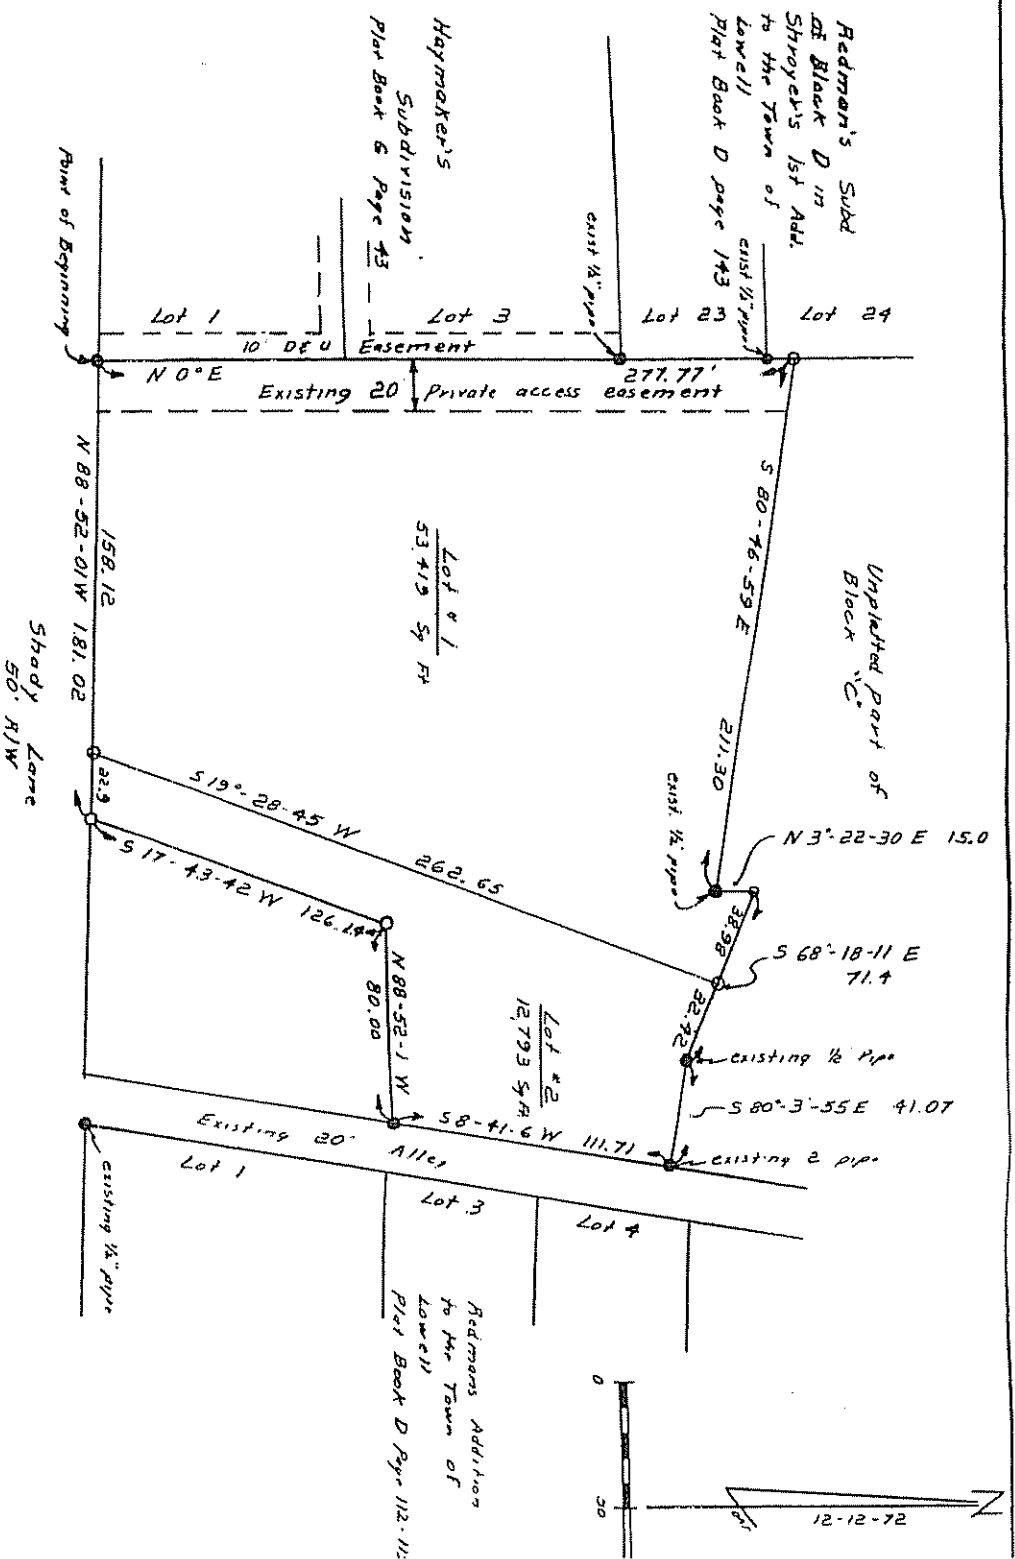 Redman's Subd
of Block D in
Shroyer's 1st Add.
to the Town of
Lowell
Plat Book D page 143
Haymaker's
Subdivision
Plat Book 6 Page 43
exist ½" pipe
exist ½" pipe
Lot 1
Lot 3
Lot 23
Lot 24
10' D & U Easement
Point of Beginning
N 0° E
277.77'
Existing 20' Private access easement
Unplatted part of
Block "C"
S 80-46-59 E
211.30
N 88-52-01 W 181.02
158.12
22.9
Lot # 1
53,419 Sq Ft
Shady Lane
50' R/W
exist. ½" pipe
N 3°-22-30 E 15.0
38.98
S 68°-18-11 E
71.4
32.42
existing ½" Pipe
S 80°-3'-55 E 41.07
existing 2 pipe
S 19°-28-45 W
262.65
S 17-43-42 W 126.14
N 88-52-1 W
80.00
Lot #2
12,793 Sq Ft
S 8-41.6 W 111.71
Existing 20' Alley
Lot 1
Lot 3
Lot 4
existing ½" pipe
Redmans Addition
to the Town of
Lowell
Plat Book D Page 112-11
0
50
N
12-12-72